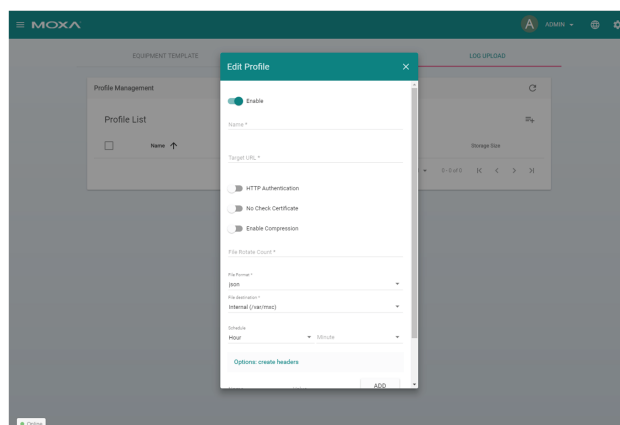 MOXA
A ADMIN
EQUIPMENT TEMPLATE
LOG UPLOAD
Edit Profile
Profile Management
Enable
Profile List
Name *
Name
Storage Size
Target URL *
0 - 0 of 0
HTTP Authentication
No Check Certificate
Enable Compression
File Rotate Count *
File Format *
json
File destination *
Internal (/var/mxc)
Schedule
Hour
Minute
Options: create headers
ADD
Online